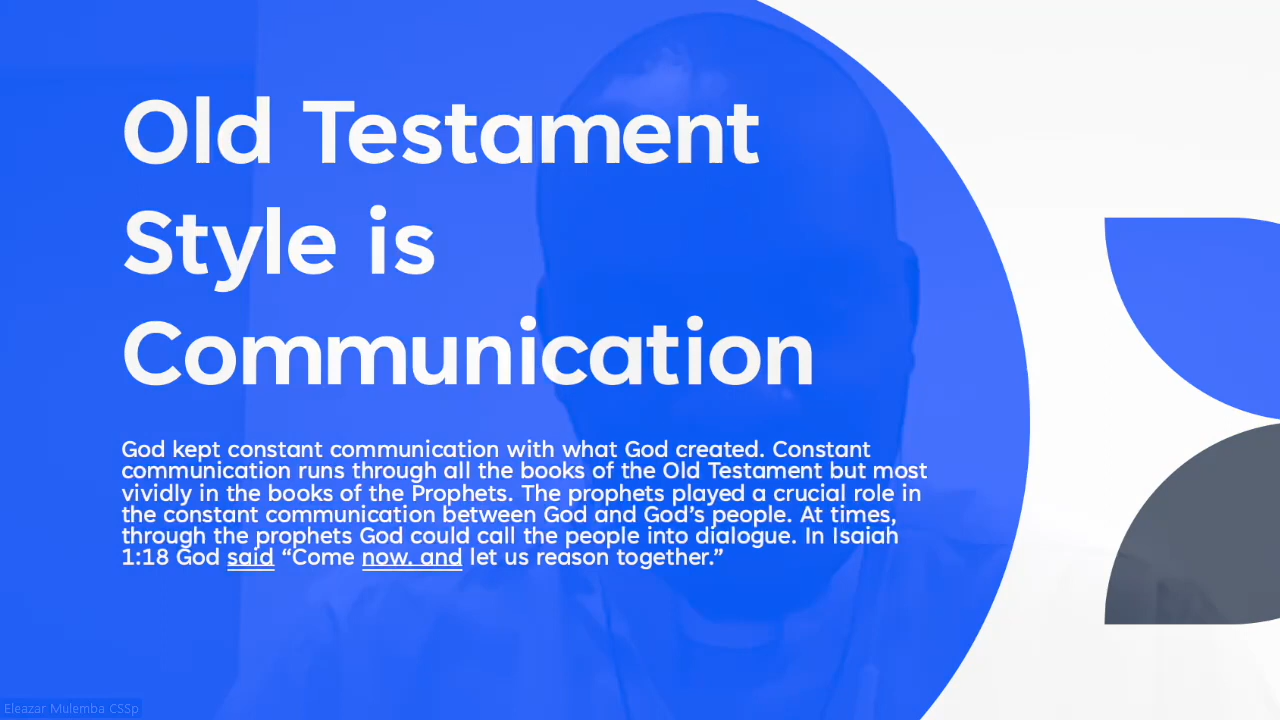 Old Testament
Style is
Communication
God kept constant communication with what God created. Constant
communication runs through all the books of the Old Testament but most
vividly in the books of the Prophets. The prophets played a crucial role in
the constant communication between God and God’s people. At times,
through the prophets God could call the people into dialogue. In Isaiah
1:18 God said “Come now. and let us reason together.”
Eleazar Mulemba CSSp